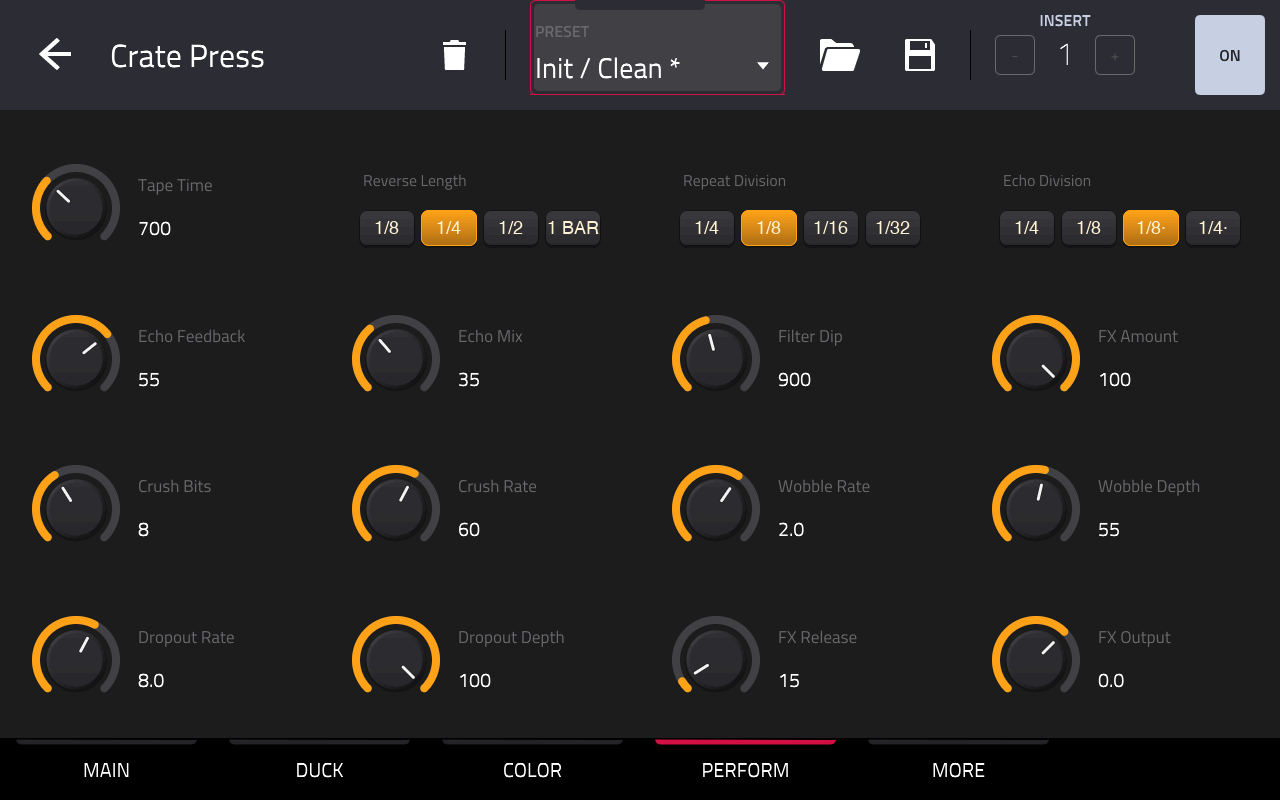 Crate Press
PRESET
Init / Clean *
INSERT
- 1 +
ON
Tape Time
700
Reverse Length
1/8 1/4 1/2 1 BAR
Repeat Division
1/4 1/8 1/16 1/32
Echo Division
1/4 1/8 1/8· 1/4·
Echo Feedback
55
Echo Mix
35
Filter Dip
900
FX Amount
100
Crush Bits
8
Crush Rate
60
Wobble Rate
2.0
Wobble Depth
55
Dropout Rate
8.0
Dropout Depth
100
FX Release
15
FX Output
0.0
MAIN DUCK COLOR PERFORM MORE